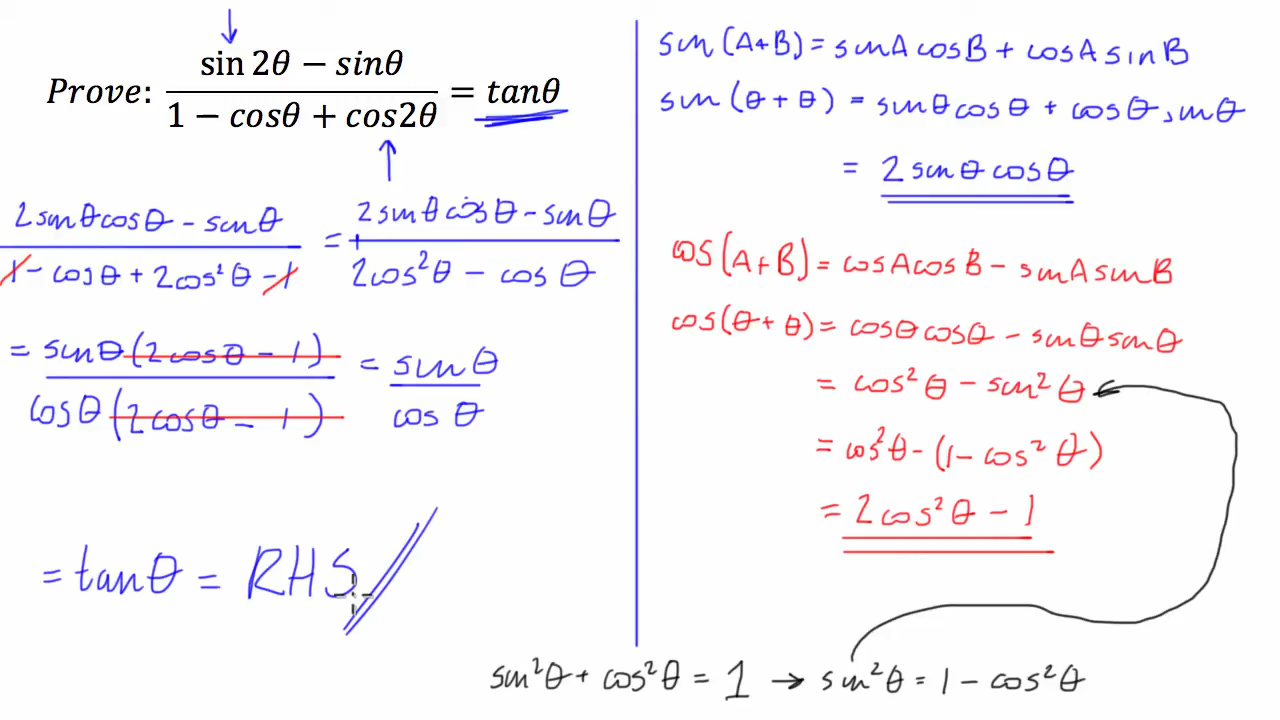 Prove: (sin 2θ − sinθ)/(1 − cosθ + cos2θ) = tanθ
(2sinθcosθ − sinθ)/(1 − cosθ + 2cos²θ − 1) = (2sinθcosθ − sinθ)/(2cos²θ − cosθ)
= sinθ(2cosθ − 1)/cosθ(2cosθ − 1) = sinθ/cosθ
= tanθ = RHS
sin(A+B) = sinAcosB + cosAsinB
sin(θ+θ) = sinθcosθ + cosθsinθ
= 2sinθcosθ
cos(A+B) = cosAcosB − sinAsinB
cos(θ+θ) = cosθcosθ − sinθsinθ
= cos²θ − sin²θ
= cos²θ − (1 − cos²θ)
= 2cos²θ − 1
sin²θ + cos²θ = 1 → sin²θ = 1 − cos²θ